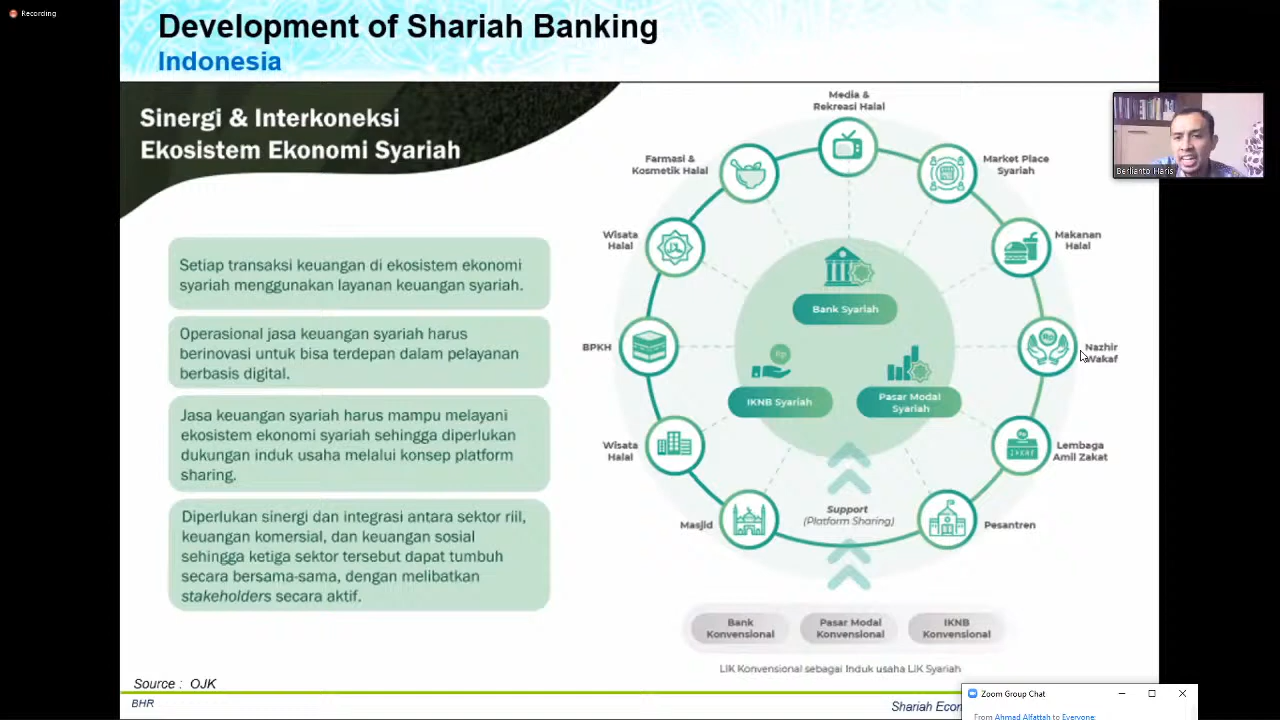 Recording
Development of Shariah Banking
Indonesia
Sinergi & Interkoneksi
Ekosistem Ekonomi Syariah
Setiap transaksi keuangan di ekosistem ekonomi
syariah menggunakan layanan keuangan syariah.
Operasional jasa keuangan syariah harus
berinovasi untuk bisa terdepan dalam pelayanan
berbasis digital.
Jasa keuangan syariah harus mampu melayani
ekosistem ekonomi syariah sehingga diperlukan
dukungan induk usaha melalui konsep platform
sharing.
Diperlukan sinergi dan integrasi antara sektor riil,
keuangan komersial, dan keuangan sosial
sehingga ketiga sektor tersebut dapat tumbuh
secara bersama-sama, dengan melibatkan
stakeholders secara aktif.
Media &
Rekreasi Halal
Market Place
Syariah
Makanan
Halal
Nazhir
Wakaf
Lembaga
Amil Zakat
Pesantren
Masjid
Wisata
Halal
BPKH
Wisata
Halal
Farmasi &
Kosmetik Halal
Bank Syariah
Rp
IKNB Syariah
Pasar Modal
Syariah
Rp
Rp
Support
(Platform Sharing)
Bank
Konvensional
Pasar Modal
Konvensional
IKNB
Konvensional
LIK Konvensional sebagai Induk usaha LIK Syariah
Source : OJK
BHR
Shariah Econ
Berlianto Haris
Zoom Group Chat
From Ahmad Alfattah to Everyone: